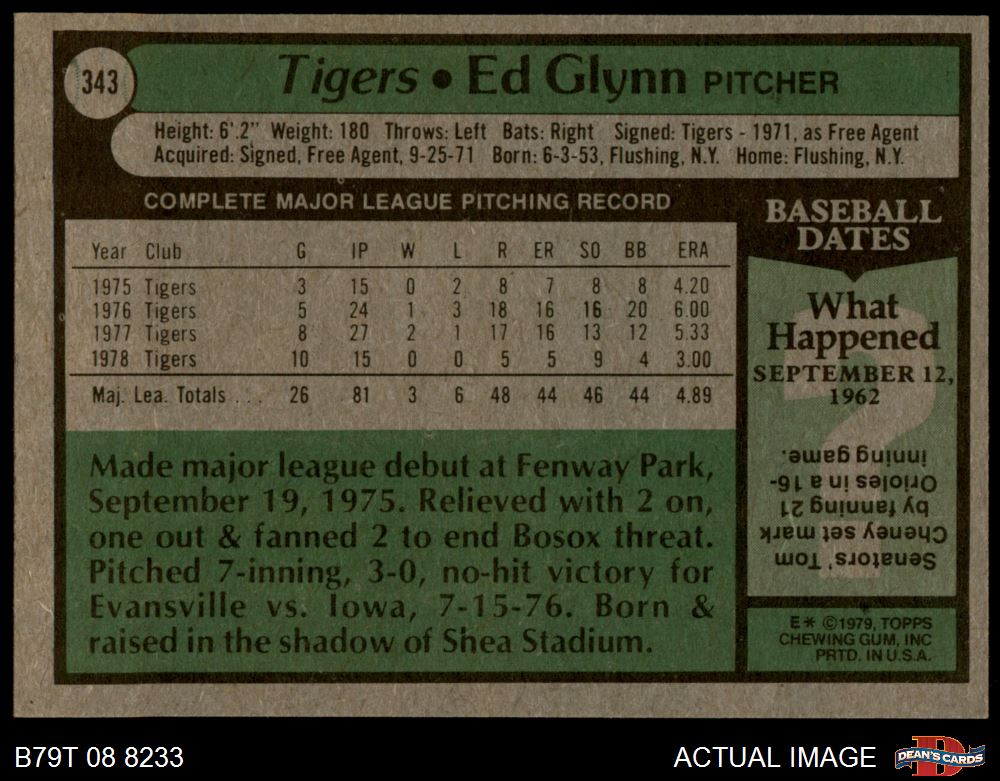 343
Tigers • Ed Glynn PITCHER
Height: 6'.2" Weight: 180 Throws: Left Bats: Right Signed: Tigers - 1971, as Free Agent
Acquired: Signed, Free Agent, 9-25-71 Born: 6-3-53, Flushing, N.Y. Home: Flushing, N.Y.
COMPLETE MAJOR LEAGUE PITCHING RECORD
Year Club G IP W L R ER SO BB ERA
1975 Tigers 3 15 0 2 8 7 8 8 4.20
1976 Tigers 5 24 1 3 18 16 16 20 6.00
1977 Tigers 8 27 2 1 17 16 13 12 5.33
1978 Tigers 10 15 0 0 5 5 9 4 3.00
Maj. Lea. Totals ... 26 81 3 6 48 44 46 44 4.89
Made major league debut at Fenway Park,
September 19, 1975. Relieved with 2 on,
one out & fanned 2 to end Bosox threat.
Pitched 7-inning, 3-0, no-hit victory for
Evansville vs. Iowa, 7-15-76. Born &
raised in the shadow of Shea Stadium.
BASEBALL
DATES
What
Happened
SEPTEMBER 12,
1962
?
Senators' Tom
Cheney set mark
by fanning 21
Orioles in a 16-
inning game.
E* ©1979, TOPPS
CHEWING GUM, INC
PRTD. IN U.S.A.
B79T 08 8233
ACTUAL IMAGE
D
DEAN'S CARDS